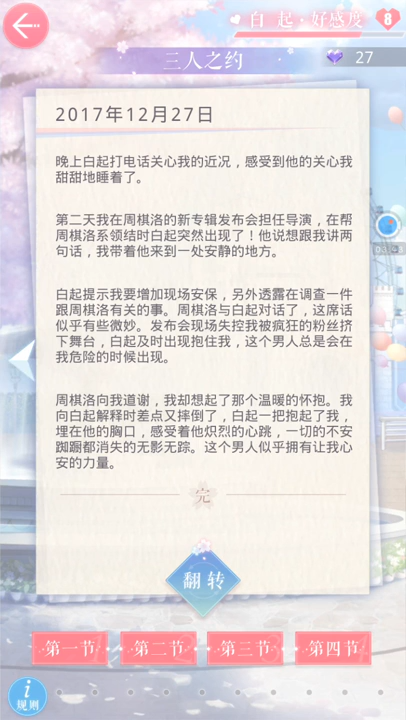 白 起·好感度 8
三人之约
27
2017年12月27日
晚上白起打电话关心我的近况，感受到他的关心我
甜甜地睡着了。
第二天我在周棋洛的新专辑发布会担任导演，在帮
周棋洛系领结时白起突然出现了！他说想跟我讲两
句话，我带着他来到一处安静的地方。
白起提示我要增加现场安保，另外透露在调查一件
跟周棋洛有关的事。周棋洛与白起对话了，这席话
似乎有些微妙。发布会现场失控我被疯狂的粉丝挤
下舞台，白起及时出现抱住我，这个男人总是会在
我危险的时候出现。
周棋洛向我道谢，我却想起了那个温暖的怀抱。我
向白起解释时差点又摔倒了，白起一把抱起了我，
埋在他的胸口，感受着他炽烈的心跳，一切的不安
踟蹰都消失的无影无踪。这个男人似乎拥有让我心
安的力量。
完
翻转
第一节 第二节 第三节 第四节
i
规则